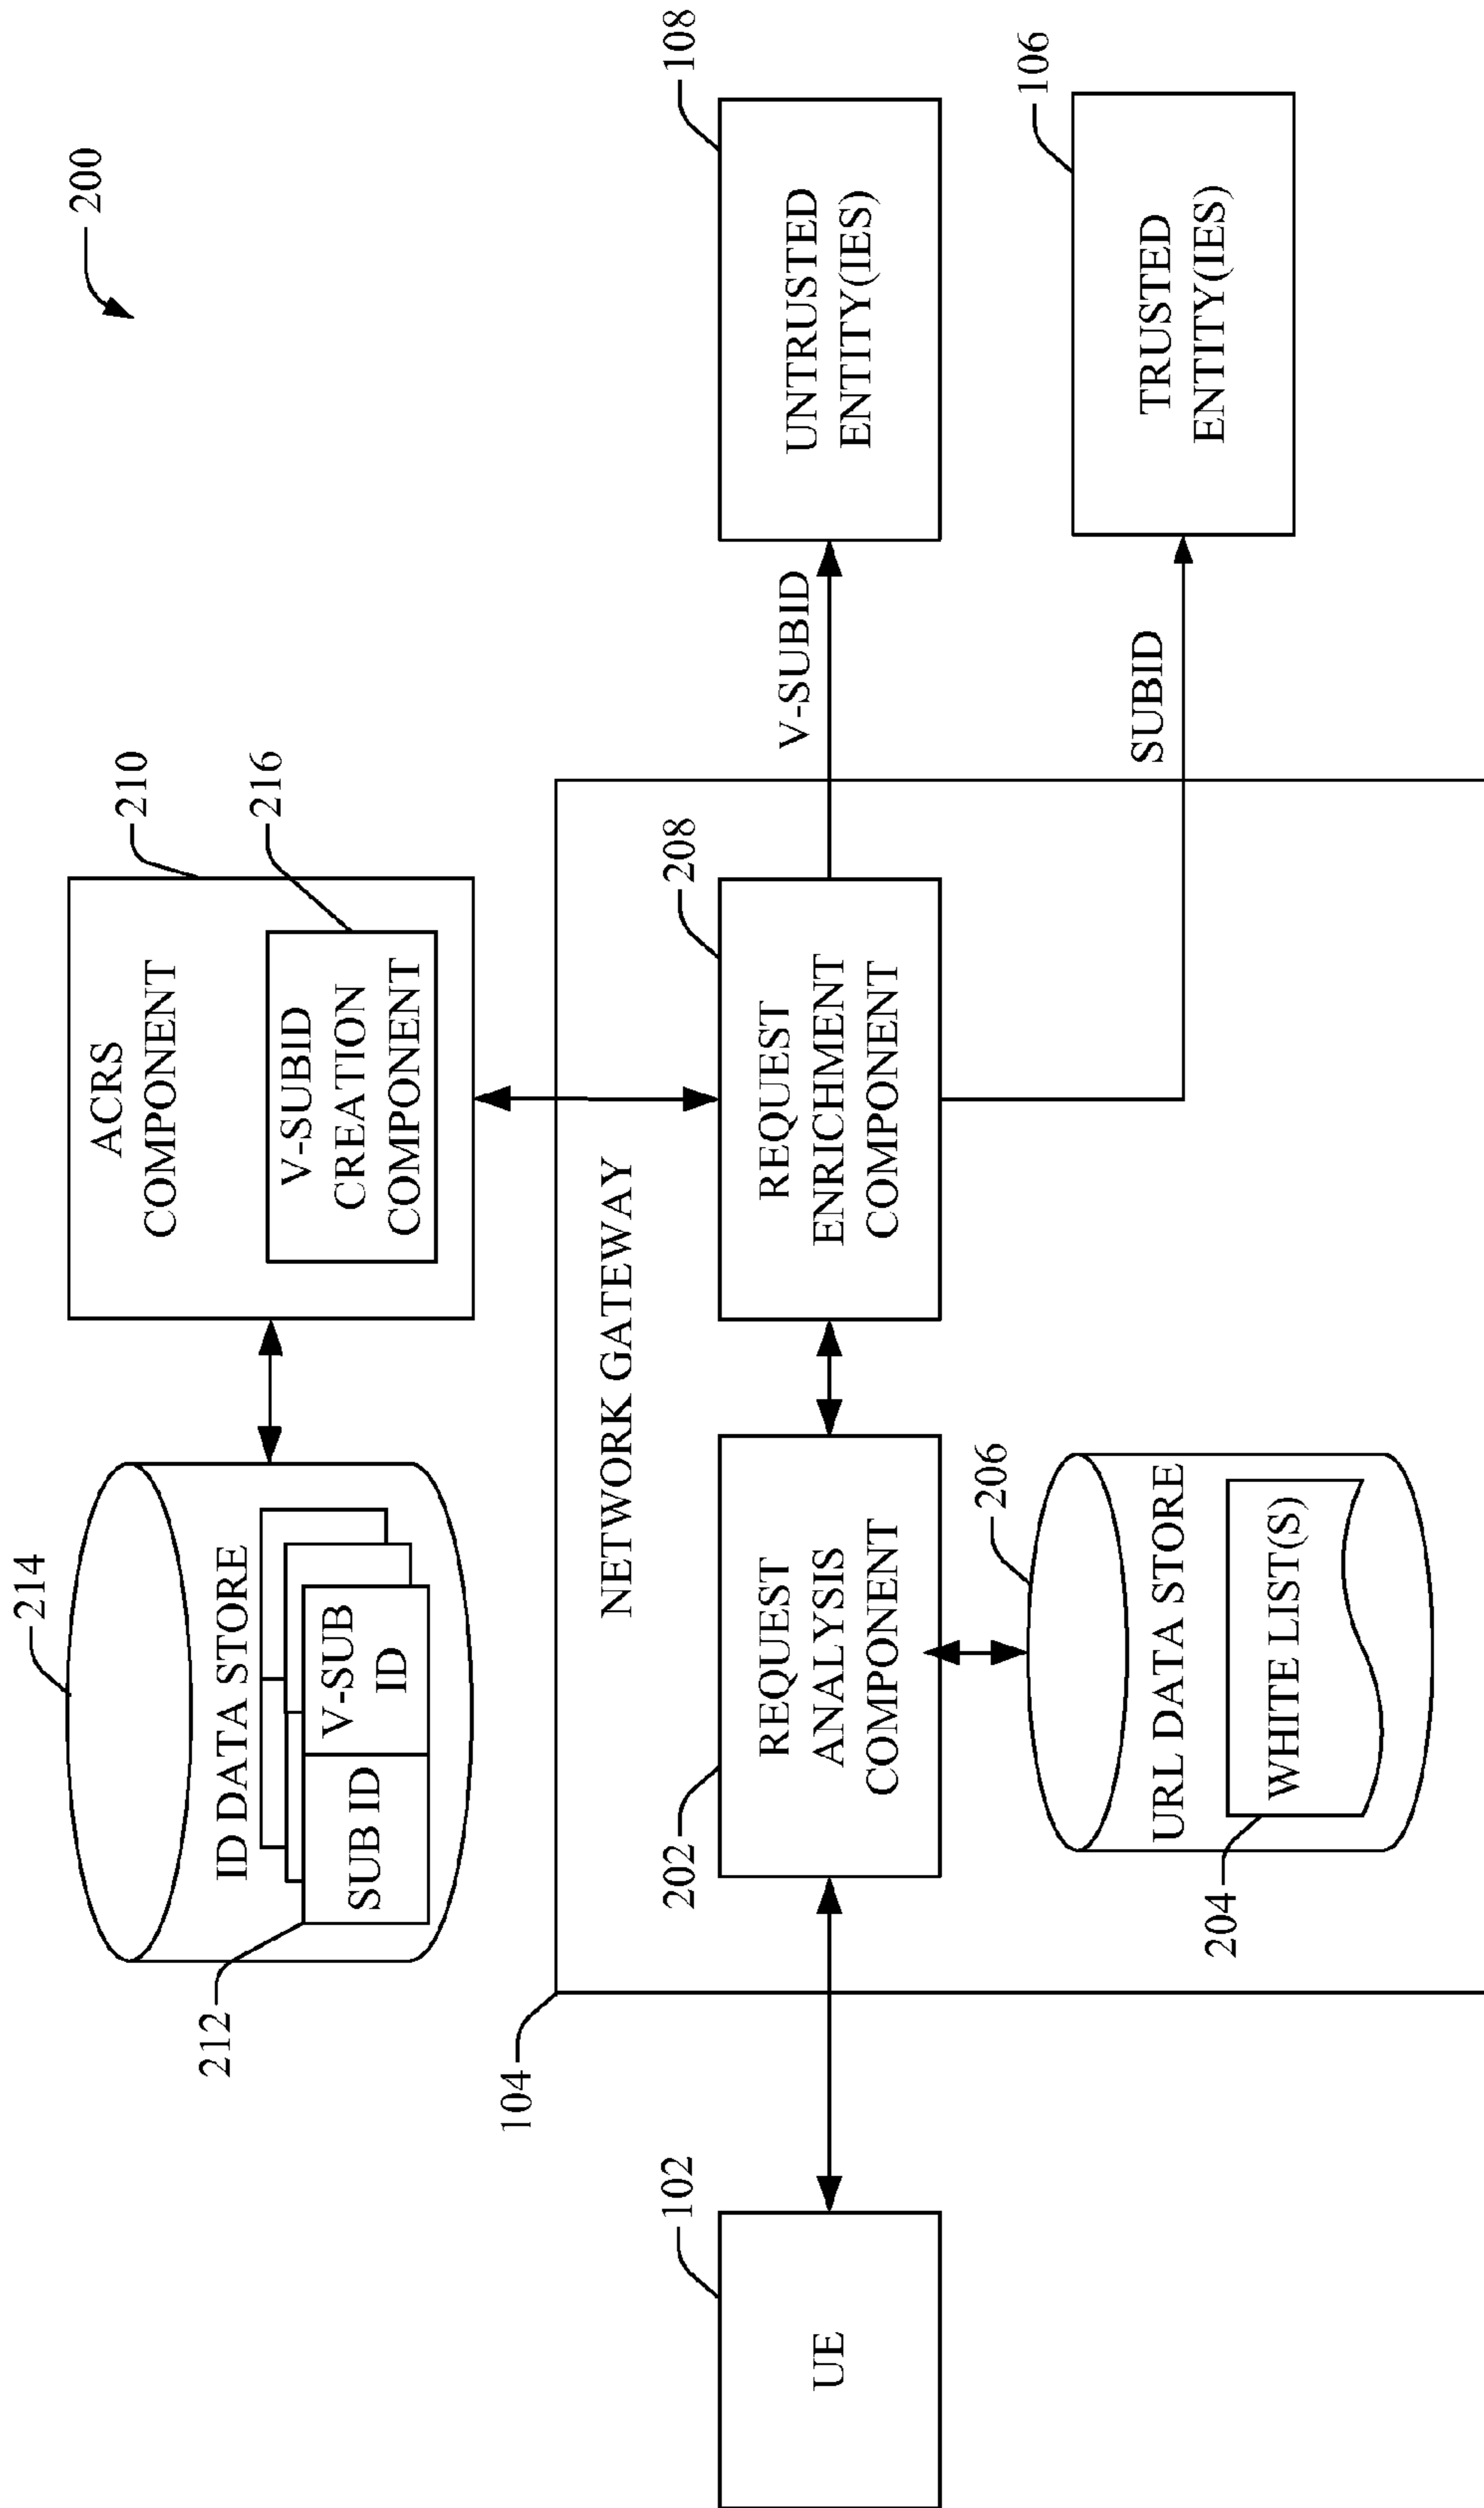 200
214
ID DATA STORE
SUB ID
V-SUB
ID
212
210
ACRS
COMPONENT
216
V-SUBID
CREATION
COMPONENT
104
NETWORK GATEWAY
102
UE
202
REQUEST
ANALYSIS
COMPONENT
208
REQUEST
ENRICHMENT
COMPONENT
V-SUBID
108
UNTRUSTED
ENTITY(IES)
206
URL DATA STORE
WHITE LIST(S)
204
SUBID
106
TRUSTED
ENTITY(IES)